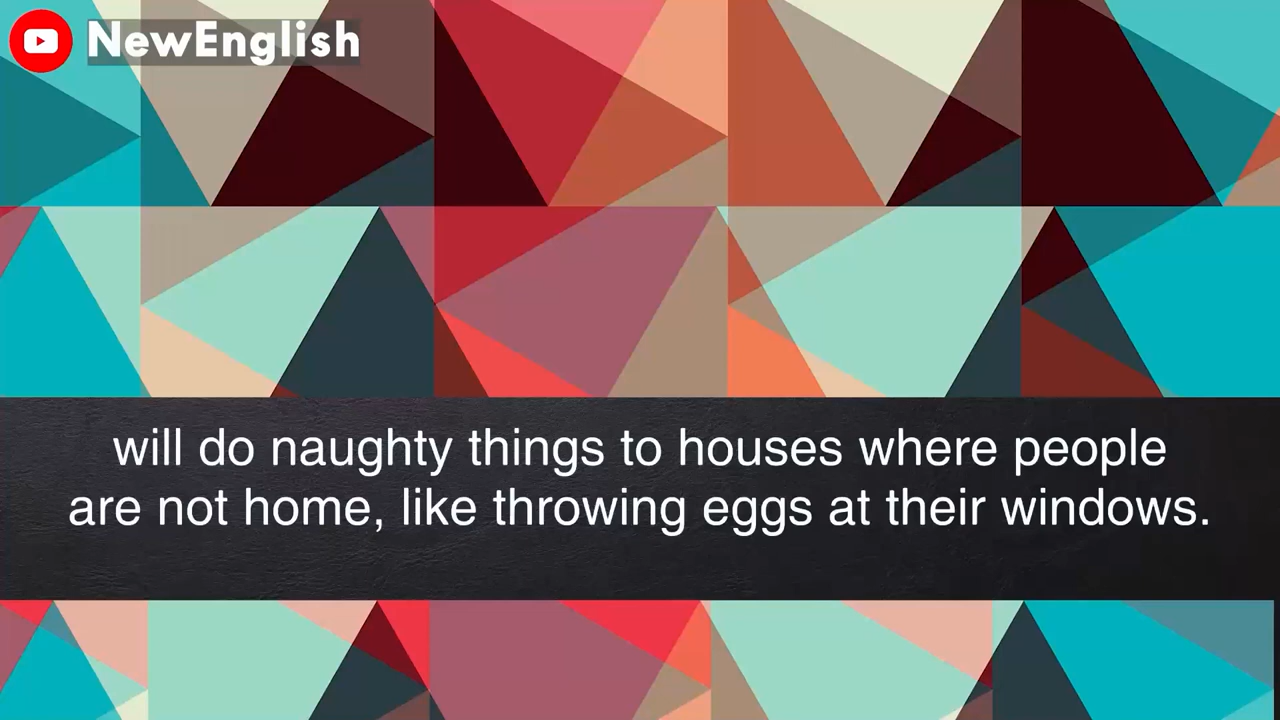 NewEnglish
will do naughty things to houses where people
are not home, like throwing eggs at their windows.